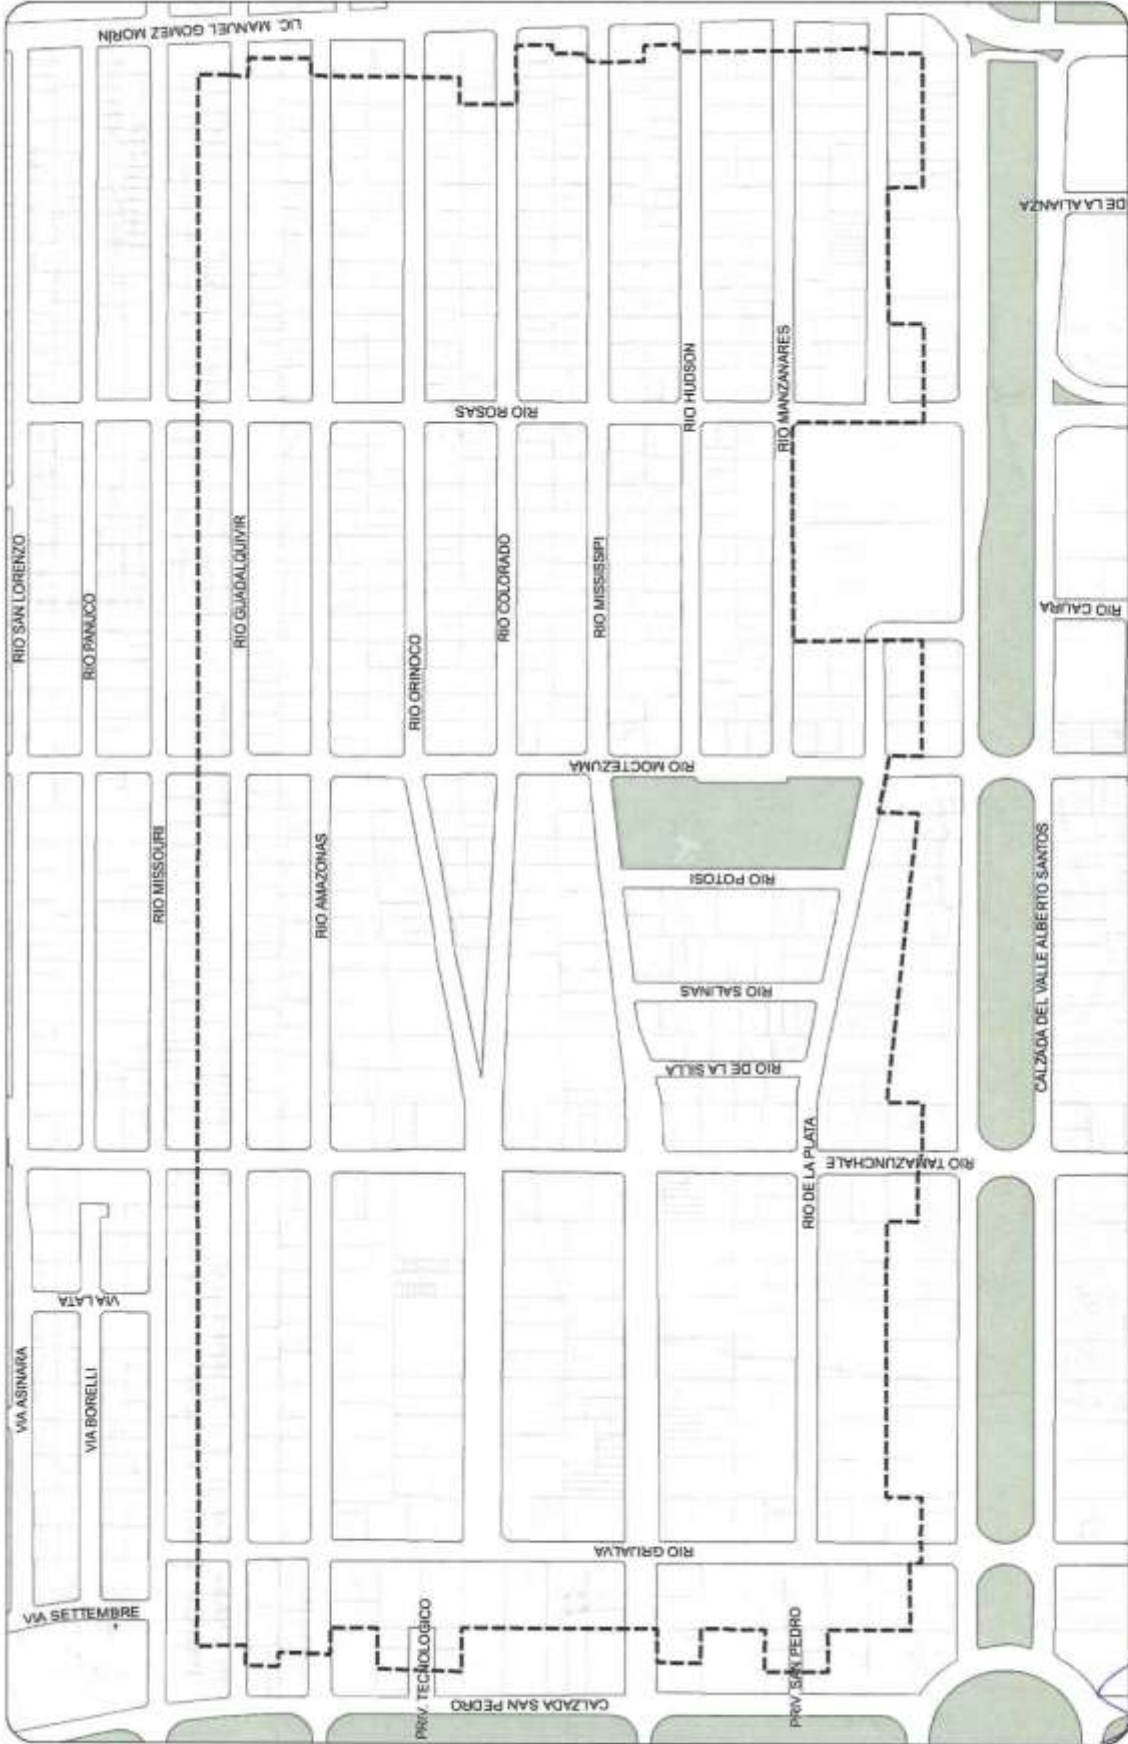 LIC. MANUEL GOMEZ MORIN
DE LA ALIANZA
RIO ROSAS
RIO HUDSON
RIO MANZANARES
RIO SAN LORENZO
RIO PANUCO
RIO GUADALQUIVIR
RIO ORINOCO
RIO COLORADO
RIO MISSISSIPI
RIO CAURA
RIO MOCTEZUMA
RIO MISSOURI
RIO AMAZONAS
RIO POTOSI
RIO SALINAS
RIO DE LA SILLA
CALZADA DEL VALLE ALBERTO SANTOS
RIO DE LA PLATA
RIO TAMAZUNCHALE
VIA LATA
VIA ASINARA
VIA BORELLI
RIO GRIJALVA
VIA SETTEMBRE
PRIV. TECNOLOGICO
CALZADA SAN PEDRO
PRIV. SAN PEDRO